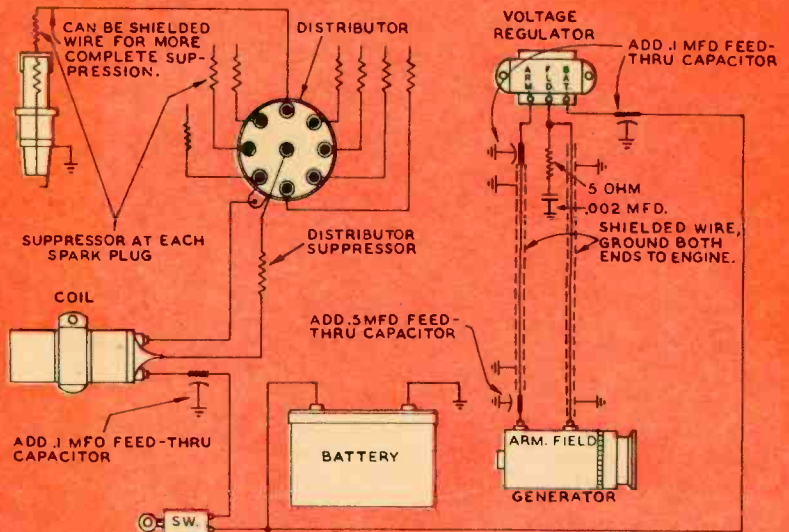 CAN BE SHIELDED
WIRE FOR MORE
COMPLETE SUP-
PRESSION.
DISTRIBUTOR
VOLTAGE
REGULATOR
ADD .1 MFD FEED-
THRU CAPACITOR
ARM.
FLD.
BAT.
5 OHM
.002 MFD.
SHIELDED WIRE,
GROUND BOTH
ENDS TO ENGINE.
SUPPRESSOR AT EACH
SPARK PLUG
DISTRIBUTOR
SUPPRESSOR
COIL
ADD .5 MFD FEED-
THRU CAPACITOR
ADD .1 MFD FEED-THRU
CAPACITOR
BATTERY
ARM. FIELD
GENERATOR
SW.